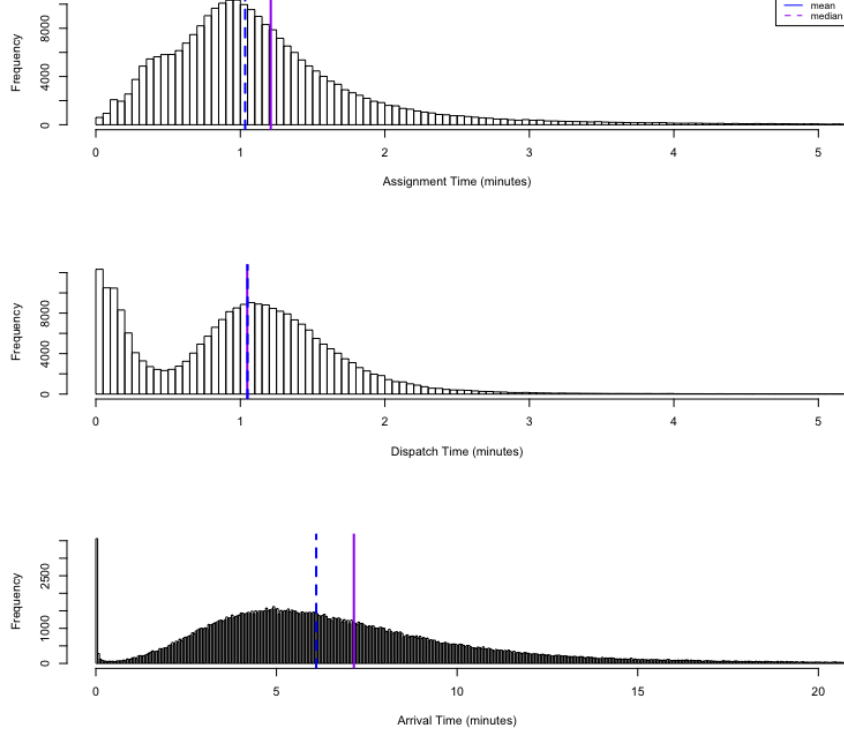 mean
median
Frequency
8000
4000
0
0 1 2 3 4 5
Assignment Time (minutes)
Frequency
8000
4000
0
0 1 2 3 4 5
Dispatch Time (minutes)
Frequency
2500
1000
0
0 5 10 15 20
Arrival Time (minutes)